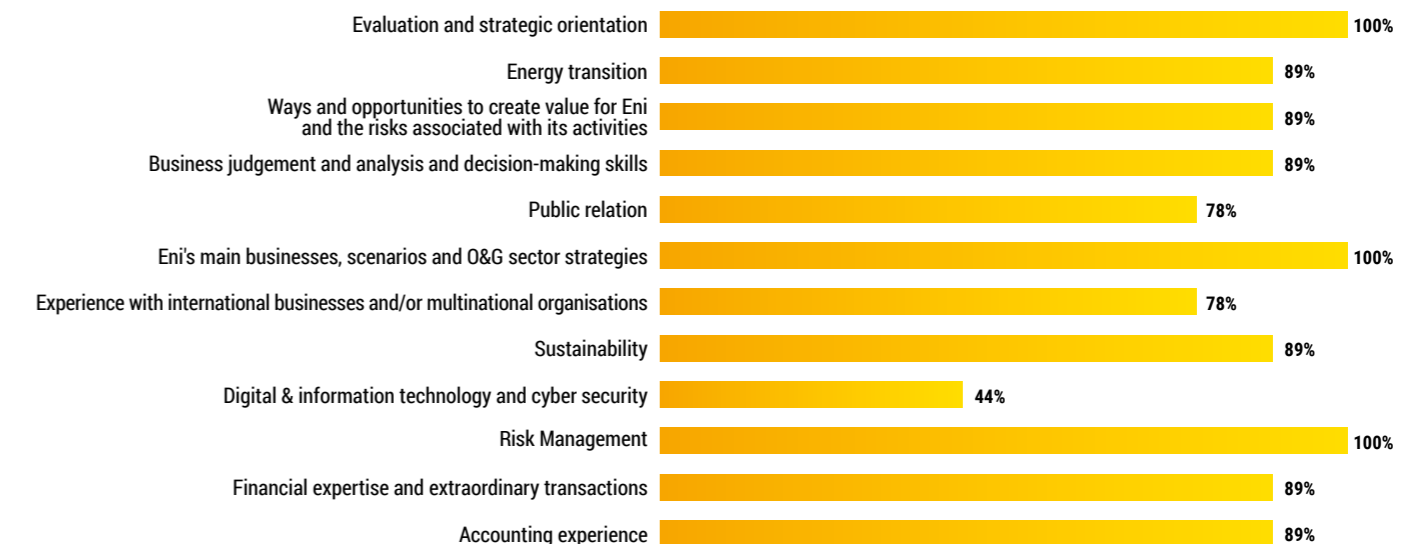 Evaluation and strategic orientation 100%
Energy transition 89%
Ways and opportunities to create value for Eni
and the risks associated with its activities 89%
Business judgement and analysis and decision-making skills 89%
Public relation 78%
Eni's main businesses, scenarios and O&G sector strategies 100%
Experience with international businesses and/or multinational organisations 78%
Sustainability 89%
Digital & information technology and cyber security 44%
Risk Management 100%
Financial expertise and extraordinary transactions 89%
Accounting experience 89%